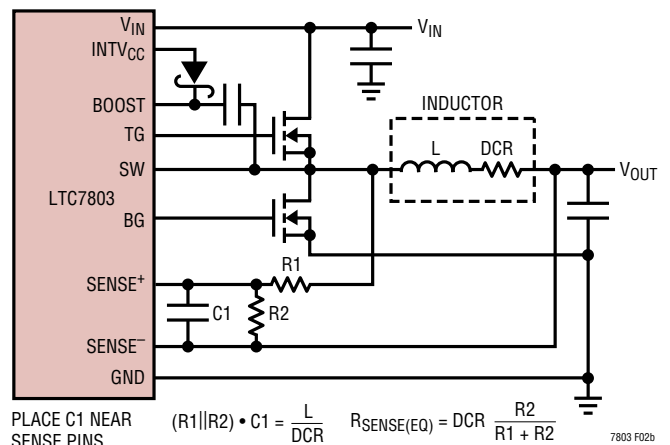 V_IN
V_IN
INTV_CC
BOOST
INDUCTOR
TG
L
DCR
SW
V_OUT
LTC7803
BG
R1
SENSE⁺
C1
R2
SENSE⁻
GND
PLACE C1 NEAR
SENSE PINS
(R1||R2) • C1 = L/DCR
R_SENSE(EQ) = DCR R2/(R1 + R2)
7803 F02b